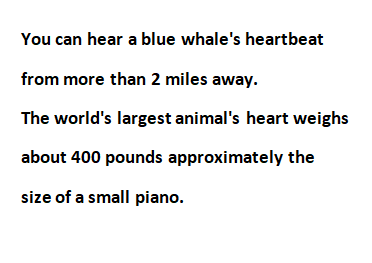 You can hear a blue whale's heartbeat
from more than 2 miles away.
The world's largest animal's heart weighs
about 400 pounds approximately the
size of a small piano.